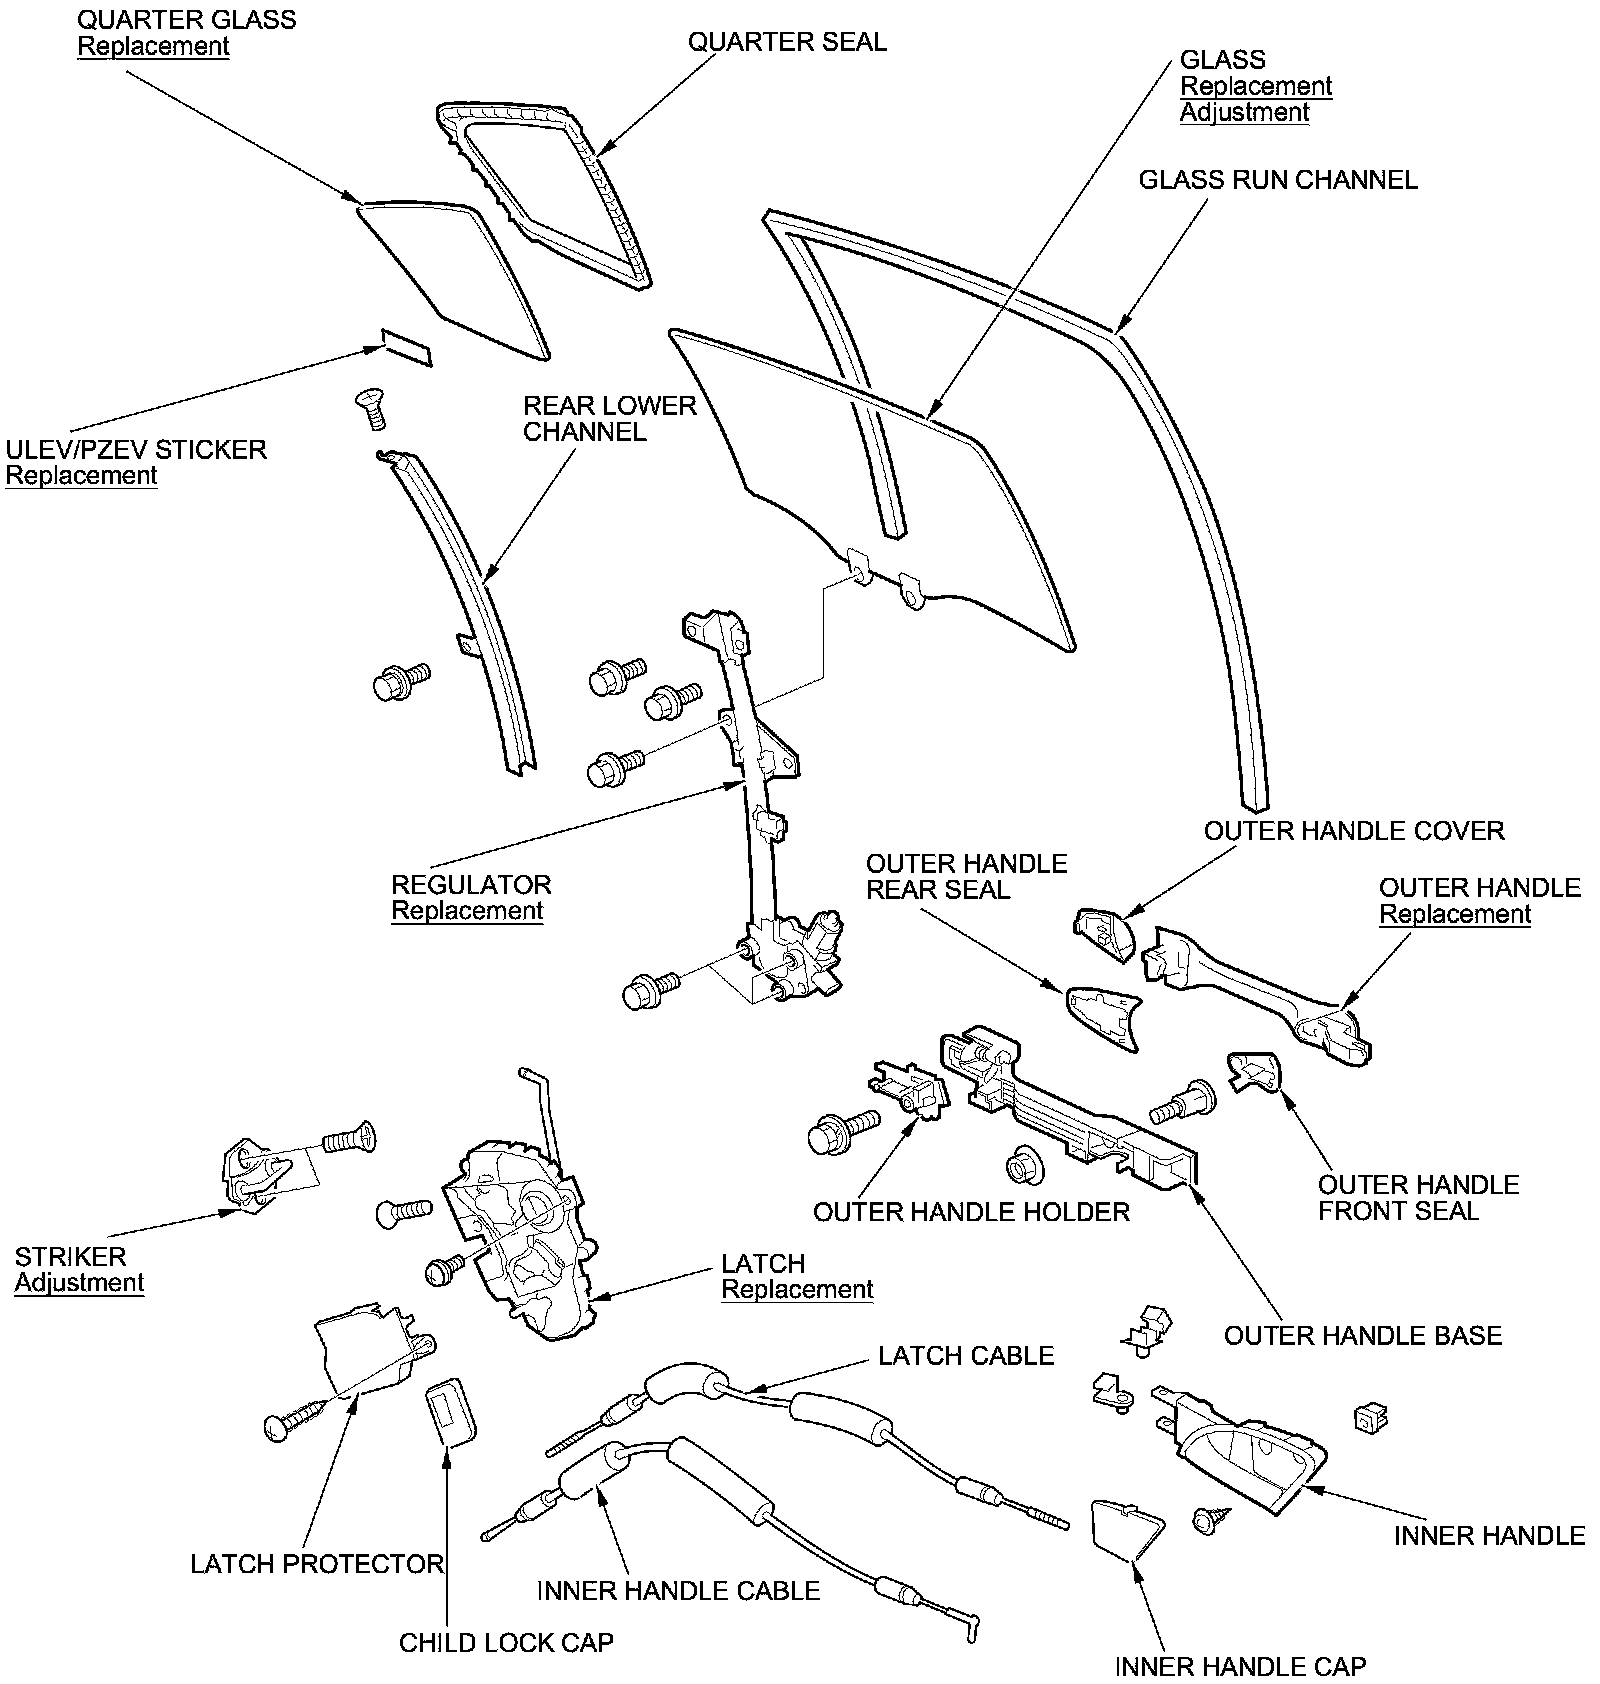 QUARTER GLASS
Replacement
QUARTER SEAL
GLASS
Replacement
Adjustment
GLASS RUN CHANNEL
REAR LOWER
CHANNEL
ULEV/PZEV STICKER
Replacement
OUTER HANDLE COVER
OUTER HANDLE
REAR SEAL
REGULATOR
Replacement
OUTER HANDLE
Replacement
OUTER HANDLE
FRONT SEAL
OUTER HANDLE HOLDER
STRIKER
Adjustment
LATCH
Replacement
OUTER HANDLE BASE
LATCH CABLE
INNER HANDLE
LATCH PROTECTOR
INNER HANDLE CABLE
CHILD LOCK CAP
INNER HANDLE CAP